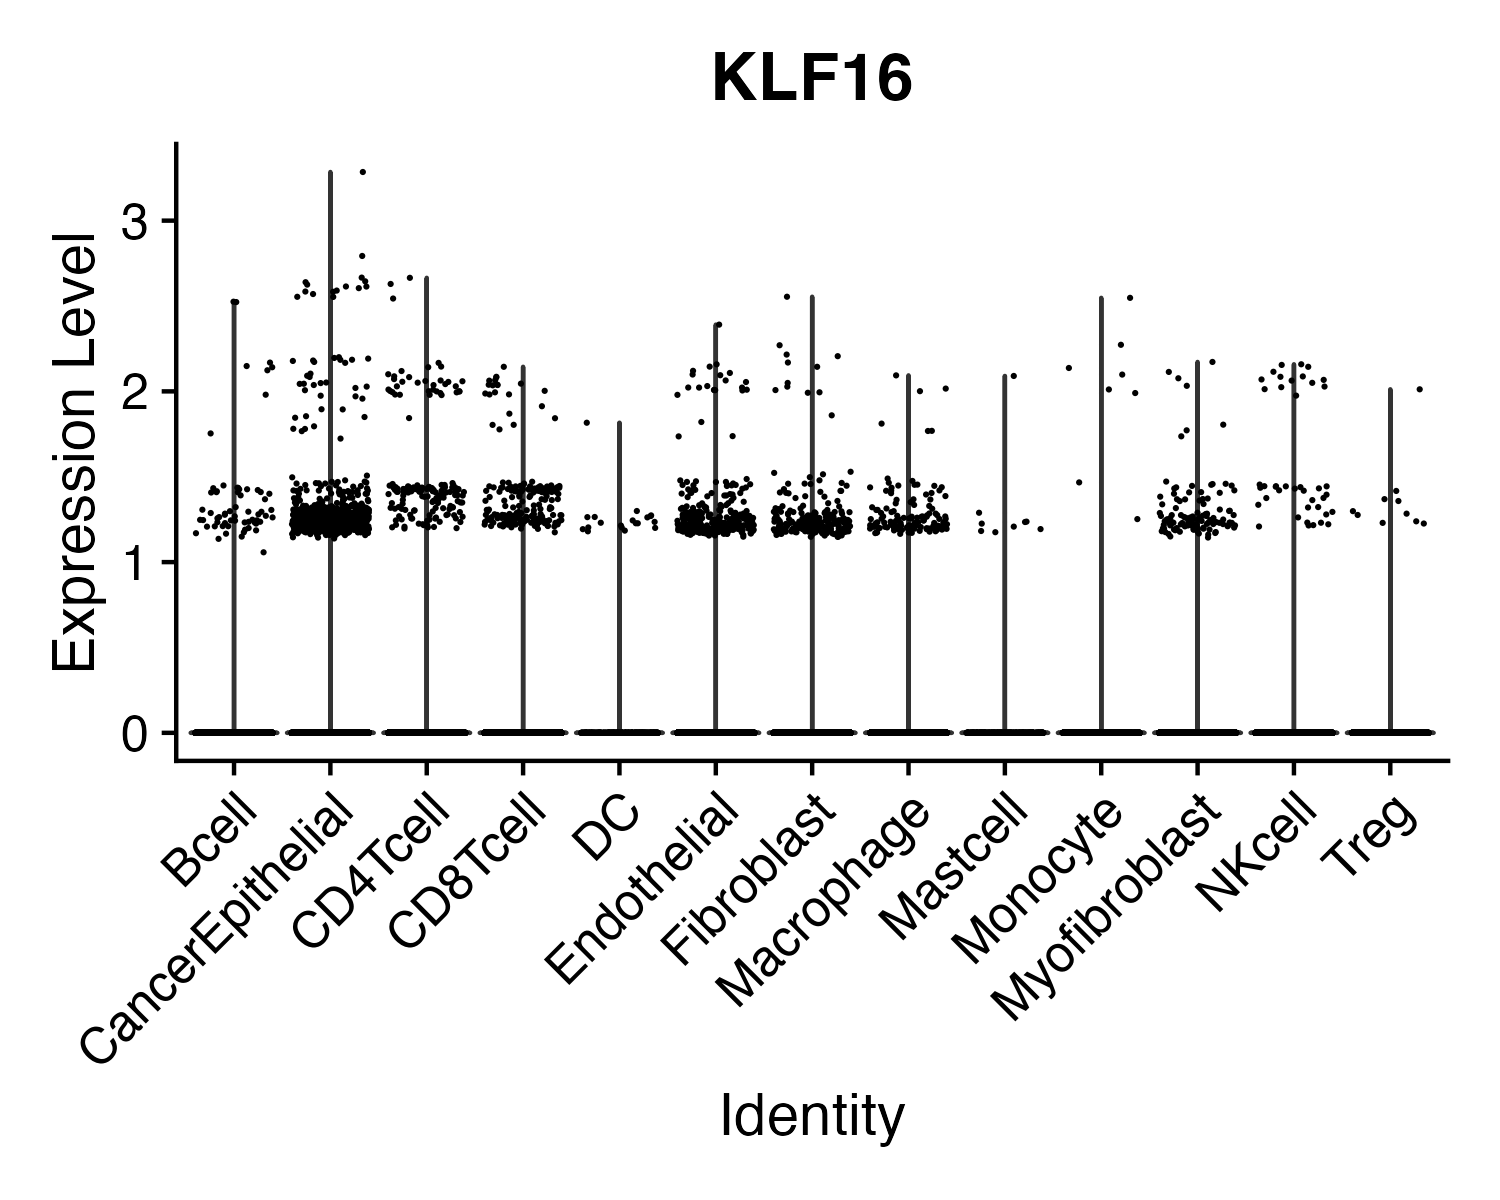 KLF16
Expression Level
3
2
1
0
Bcell
CancerEpithelial
CD4Tcell
CD8Tcell
DC
Endothelial
Fibroblast
Macrophage
Mastcell
Monocyte
Myofibroblast
NKcell
Treg
Identity